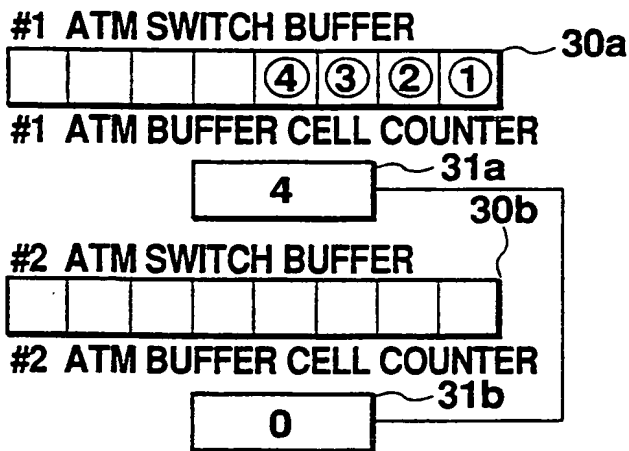 #1 ATM SWITCH BUFFER
30a
④ ③ ② ①
#1 ATM BUFFER CELL COUNTER
31a
4
30b
#2 ATM SWITCH BUFFER
#2 ATM BUFFER CELL COUNTER
31b
0